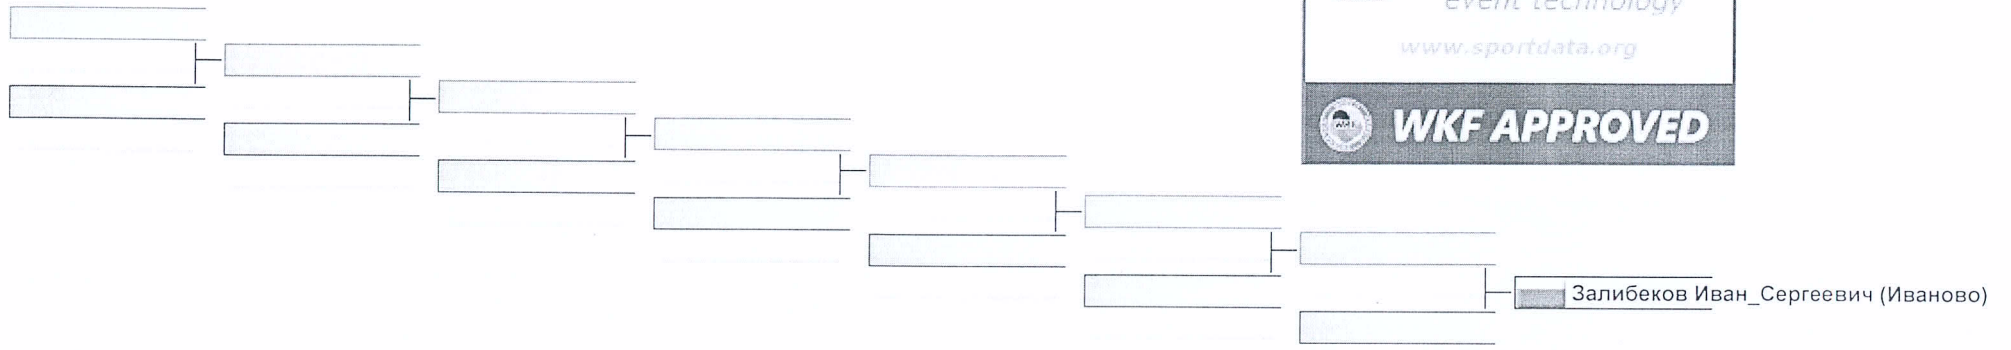 event technology
www.sportdata.org
WKF APPROVED
Залибеков Иван_Сергеевич (Иваново)